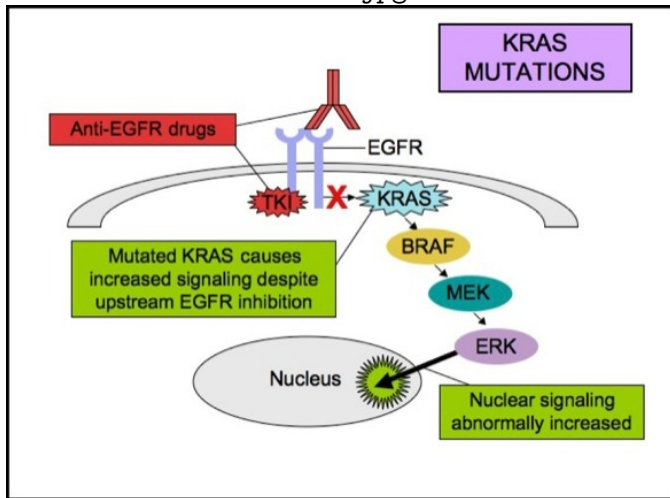 KRAS
MUTATIONS
Anti-EGFR drugs
EGFR
TKI
X
KRAS
Mutated KRAS causes
increased signaling despite
upstream EGFR inhibition
BRAF
MEK
ERK
Nucleus
Nuclear signaling
abnormally increased